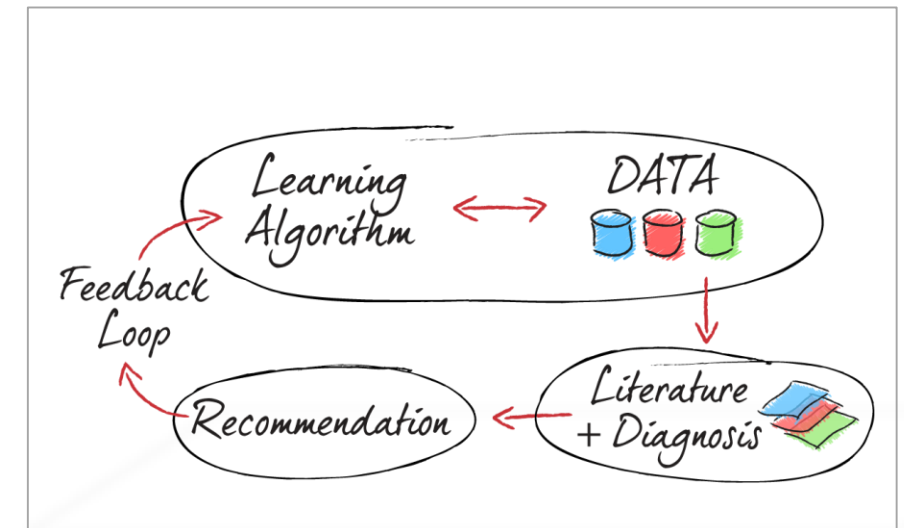 Learning
Algorithm
DATA
Feedback
Loop
Recommendation
Literature
+ Diagnosis